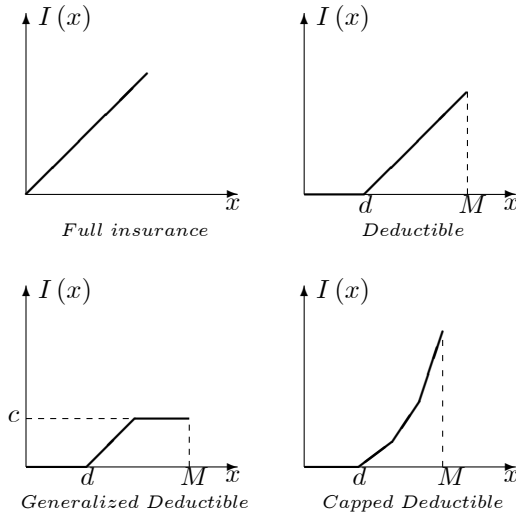 I (x)
x
Full insurance
I (x)
d
M
x
Deductible
I (x)
c
d
M
x
Generalized Deductible
I (x)
d
M
x
Capped Deductible